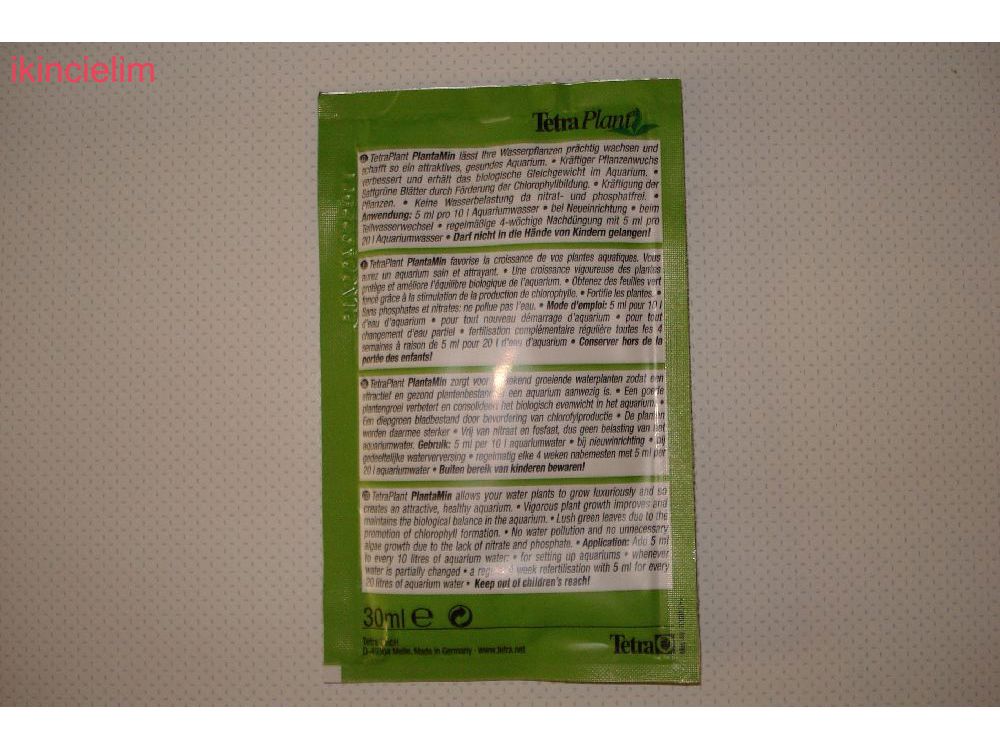 ikincielim
Tetra Plant
TetraPlant PlantaMin lässt Ihre Wasserpflanzen prächtig wachsen und
schafft so ein attraktives, gesundes Aquarium. • Kräftiger Pflanzenwuchs
verbessert und erhält das biologische Gleichgewicht im Aquarium. •
Saftgrüne Blätter durch Förderung der Chlorophyllbildung. • Kräftigung der
Pflanzen. • Keine Wasserbelastung da nitrat- und phosphatfrei. •
Anwendung: 5 ml pro 10 l Aquariumwasser • bei Neueinrichtung • beim
Teilwasserwechsel • regelmäßige 4-wöchige Nachdüngung mit 5 ml pro
20 l Aquariumwasser • Darf nicht in die Hände von Kindern gelangen!
TetraPlant PlantaMin favorise la croissance de vos plantes aquatiques. Vous
aurez un aquarium sain et attrayant. • Une croissance vigoureuse des plantes
protège et améliore l'équilibre biologique de l'aquarium. • Obtenez des feuilles vert
foncé grâce à la stimulation de la production de chlorophylle. • Fortifie les plantes. •
Sans phosphates et nitrates: ne pollue pas l'eau. • Mode d'emploi: 5 ml pour 10 l
d'eau d'aquarium • pour tout nouveau démarrage d'aquarium • pour tout
changement d'eau partiel • fertilisation complémentaire régulière toutes les 4
semaines à raison de 5 ml pour 20 l d'eau d'aquarium • Conserver hors de la
portée des enfants!
TetraPlant PlantaMin zorgt voor groeiende waterplanten zodat een
attractief en gezond plantenbestand in een aquarium aanwezig is. • Een goede
plantengroei verbetert en consolideert het biologisch evenwicht in het aquarium. •
Een diepgroen bladbestand door bevordering van chlorofylproductie • De planten
worden daarmee sterker • Vrij van nitraat en fosfaat, dus geen belasting van het
aquariumwater. Gebruik: 5 ml per 10 l aquariumwater • bij nieuwinrichting • bij
gedeeltelijke waterverversing • regelmatig elke 4 weken nabemesten met 5 ml per
20 l aquariumwater • Buiten bereik van kinderen bewaren!
TetraPlant PlantaMin allows your water plants to grow luxuriously and so
creates an attractive, healthy aquarium. • Vigorous plant growth improves and
maintains the biological balance in the aquarium. • Lush green leaves due to the
promotion of chlorophyll formation. • No water pollution and no unnecessary
algae growth due to the lack of nitrate and phosphate. • Application: Add 5 ml
to every 10 litres of aquarium water: • for setting up aquariums • whenever
water is partially changed • a regular 4 week refertilisation with 5 ml for every
20 litres of aquarium water • Keep out of children's reach!
30ml e
Tetra GmbH
Melle. Made in Germany · www.tetra.net
Tetra